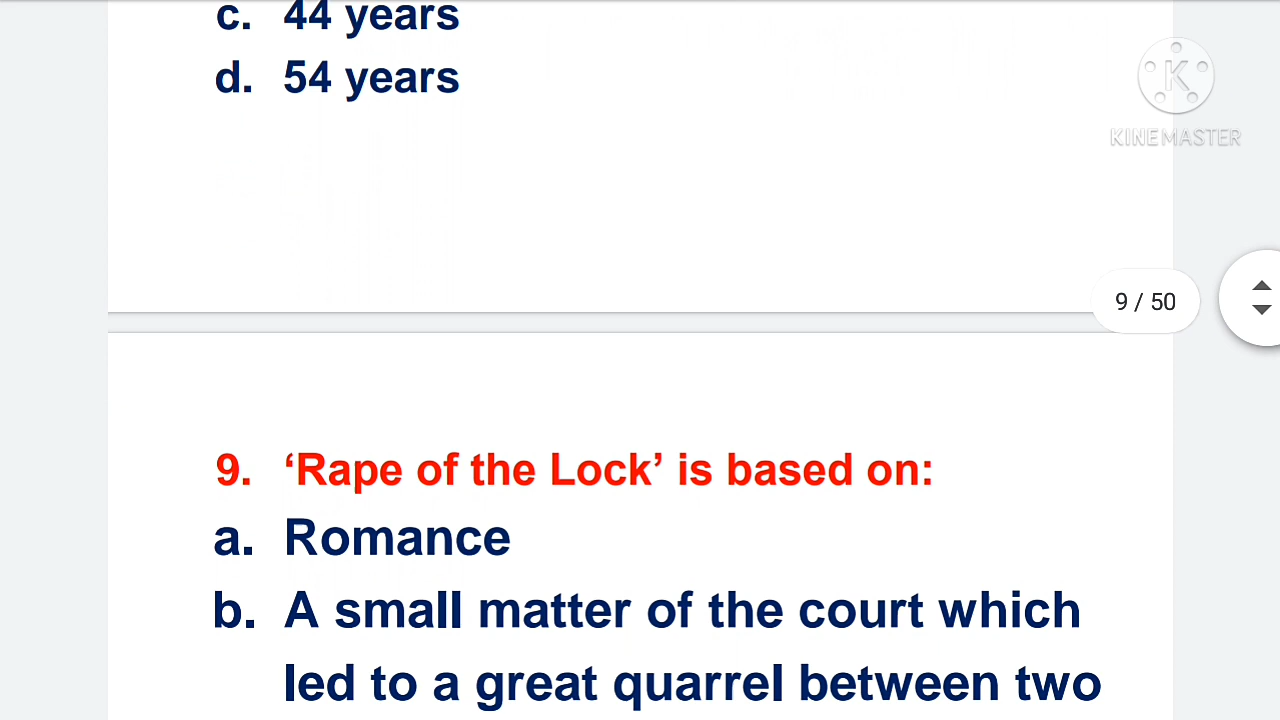 c. 44 years
d. 54 years
K
KINEMASTER
9 / 50
9. ‘Rape of the Lock’ is based on:
a. Romance
b. A small matter of the court which
led to a great quarrel between two